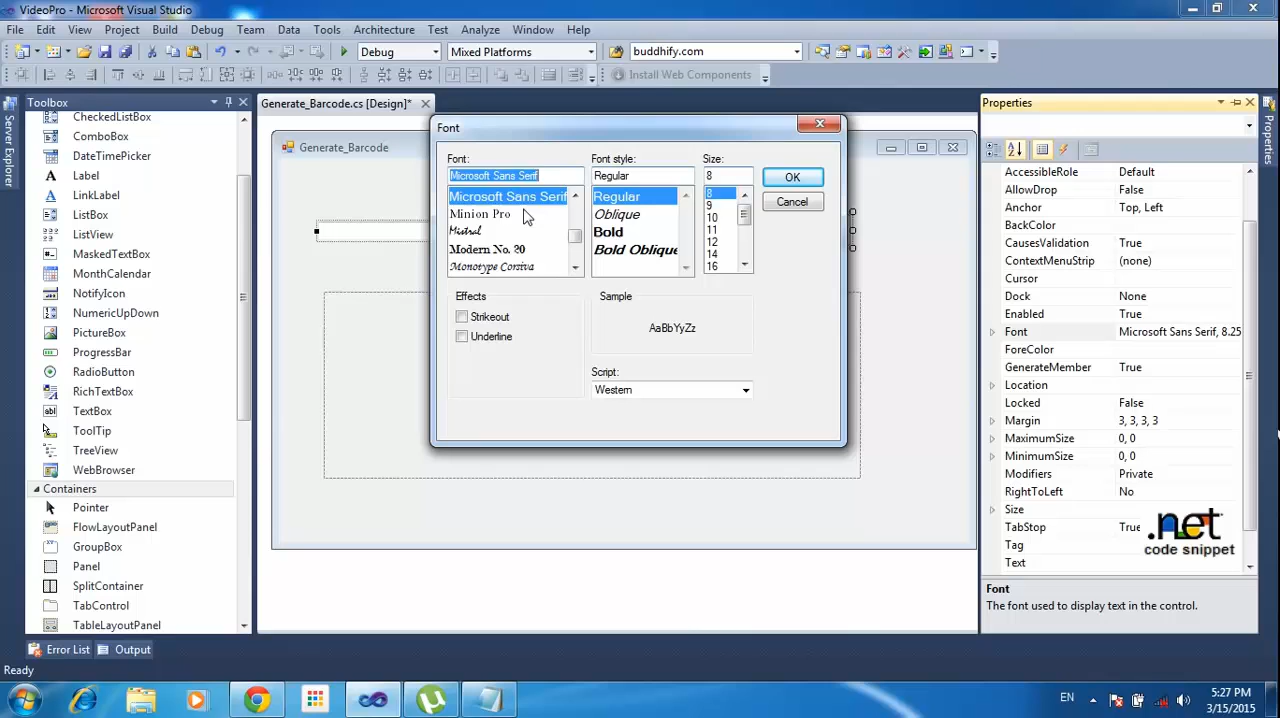 VideoPro - Microsoft Visual Studio
File Edit View Project Build Debug Team Data Tools Architecture Test Analyze Window Help
Debug Mixed Platforms buddhify.com
Install Web Components
Toolbox
CheckedListBox
ComboBox
DateTimePicker
Label
LinkLabel
ListBox
ListView
MaskedTextBox
MonthCalendar
NotifyIcon
NumericUpDown
PictureBox
ProgressBar
RadioButton
RichTextBox
TextBox
ToolTip
TreeView
WebBrowser
Containers
Pointer
FlowLayoutPanel
GroupBox
Panel
SplitContainer
TabControl
TableLayoutPanel
Server Explorer
Generate_Barcode.cs [Design]*
Generate_Barcode
Font
Font:
Microsoft Sans Serif
Microsoft Sans Serif
Minion Pro
Mistral
Modern No. 20
Monotype Corsiva
Font style:
Regular
Regular
Oblique
Bold
Bold Oblique
Size:
8
8
9
10
11
12
14
16
OK
Cancel
Effects
Strikeout
Underline
Sample
AaBbYyZz
Script:
Western
Properties
Properties
AccessibleRole Default
AllowDrop False
Anchor Top, Left
BackColor
CausesValidation True
ContextMenuStrip (none)
Cursor
Dock None
Enabled True
Font Microsoft Sans Serif, 8.25
ForeColor
GenerateMember True
Location
Locked False
Margin 3, 3, 3, 3
MaximumSize 0, 0
MinimumSize 0, 0
Modifiers Private
RightToLeft No
Size
TabStop True
Tag
Text
.net
code snippet
Font
The font used to display text in the control.
Error List Output
Ready
EN
5:27 PM
3/15/2015